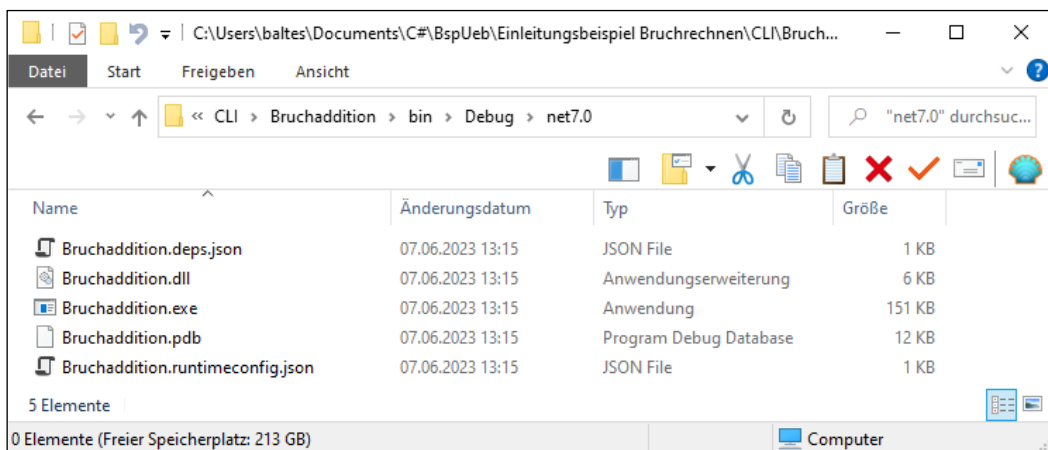 C:\Users\baltes\Documents\C#\BspUeb\Einleitungsbeispiel Bruchrechnen\CLI\Bruch...
Datei Start Freigeben Ansicht
« CLI > Bruchaddition > bin > Debug > net7.0 "net7.0" durchsuc...
Name Änderungsdatum Typ Größe
Bruchaddition.deps.json 07.06.2023 13:15 JSON File 1 KB
Bruchaddition.dll 07.06.2023 13:15 Anwendungserweiterung 6 KB
Bruchaddition.exe 07.06.2023 13:15 Anwendung 151 KB
Bruchaddition.pdb 07.06.2023 13:15 Program Debug Database 12 KB
Bruchaddition.runtimeconfig.json 07.06.2023 13:15 JSON File 1 KB
5 Elemente
0 Elemente (Freier Speicherplatz: 213 GB) Computer